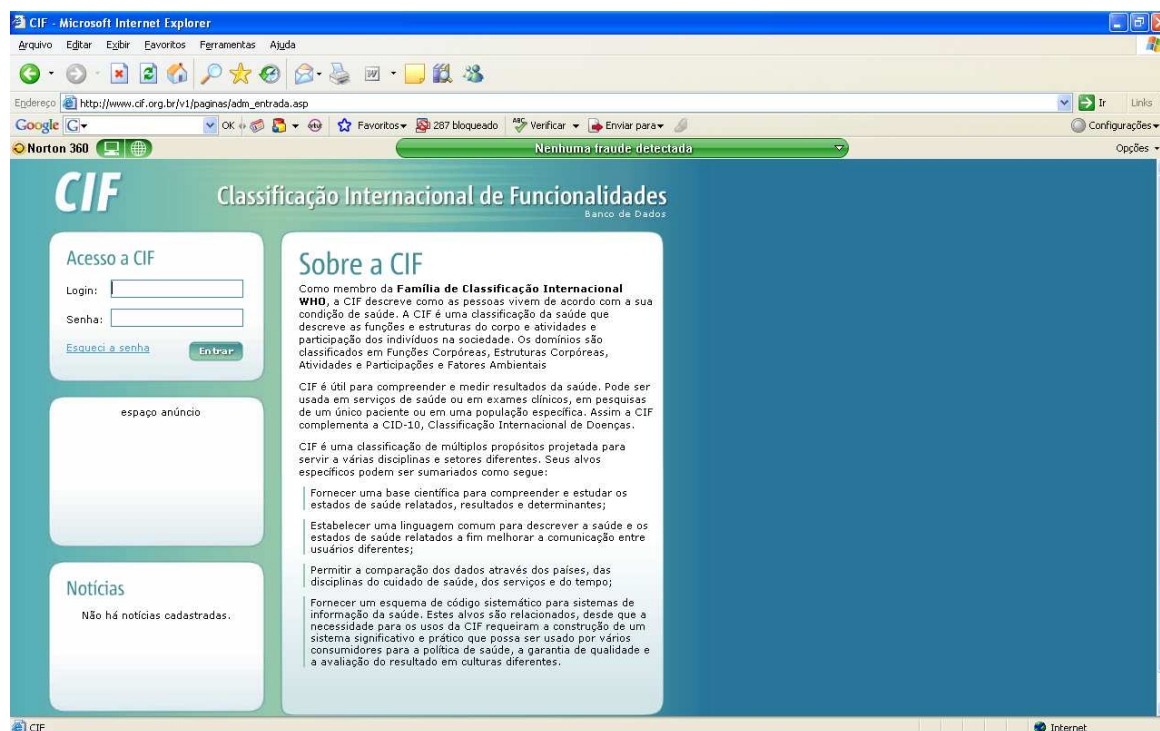 CIF - Microsoft Internet Explorer
Arquivo Editar Exibir Favoritos Ferramentas Ajuda
Endereço http://www.cif.org.br/v1/paginas/adm_entrada.asp Ir Links
Google G OK 287 bloqueado Favoritos ABC Verificar Enviar para Configurações
Norton 360 Nenhuma fraude detectada Opções
CIF Classificação Internacional de Funcionalidades
Banco de Dados
Acesso a CIF
Login:
Senha:
Esqueci a senha Entrar
espaço anúncio
Notícias
Não há notícias cadastradas.
Sobre a CIF
Como membro da Família de Classificação Internacional
WHO, a CIF descreve como as pessoas vivem de acordo com a sua
condição de saúde. A CIF é uma classificação da saúde que
descreve as funções e estruturas do corpo e atividades e
participação dos indivíduos na sociedade. Os domínios são
classificados em Funções Corpóreas, Estruturas Corpóreas,
Atividades e Participações e Fatores Ambientais
CIF é útil para compreender e medir resultados da saúde. Pode ser
usada em serviços de saúde ou em exames clínicos, em pesquisas
de um único paciente ou em uma população específica. Assim a CIF
complementa a CID-10, Classificação Internacional de Doenças.
CIF é uma classificação de múltiplos propósitos projetada para
servir a várias disciplinas e setores diferentes. Seus alvos
específicos podem ser sumariados como segue:
Fornecer uma base científica para compreender e estudar os
estados de saúde relatados, resultados e determinantes;
Estabelecer uma linguagem comum para descrever a saúde e os
estados de saúde relatados a fim melhorar a comunicação entre
usuários diferentes;
Permitir a comparação dos dados através dos países, das
disciplinas do cuidado de saúde, dos serviços e do tempo;
Fornecer um esquema de código sistemático para sistemas de
informação da saúde. Estes alvos são relacionados, desde que a
necessidade para os usos da CIF requeiram a construção de um
sistema significativo e prático que possa ser usado por vários
consumidores para a política de saúde, a garantia de qualidade e
a avaliação do resultado em culturas diferentes.
CIF Internet